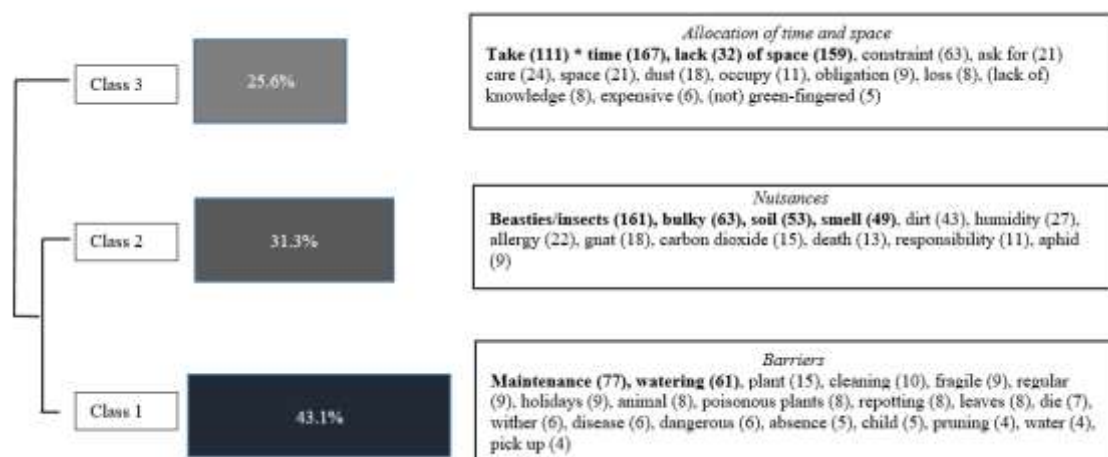 Allocation of time and space
Class 3
25.6%
Take (111) * time (167), lack (32) of space (159), constraint (63), ask for (21)
care (24), space (21), dust (18), occupy (11), obligation (9), loss (8), (lack of)
knowledge (8), expensive (6), (not) green-fingered (5)
Nuisances
Class 2
31.3%
Beasties/insects (161), bulky (63), soil (53), smell (49), dirt (43), humidity (27),
allergy (22), gnat (18), carbon dioxide (15), death (13), responsibility (11), aphid
(9)
Barriers
Class 1
43.1%
Maintenance (77), watering (61), plant (15), cleaning (10), fragile (9), regular
(9), holidays (9), animal (8), poisonous plants (8), repotting (8), leaves (8), die (7),
wither (6), disease (6), dangerous (6), absence (5), child (5), pruning (4), water (4),
pick up (4)